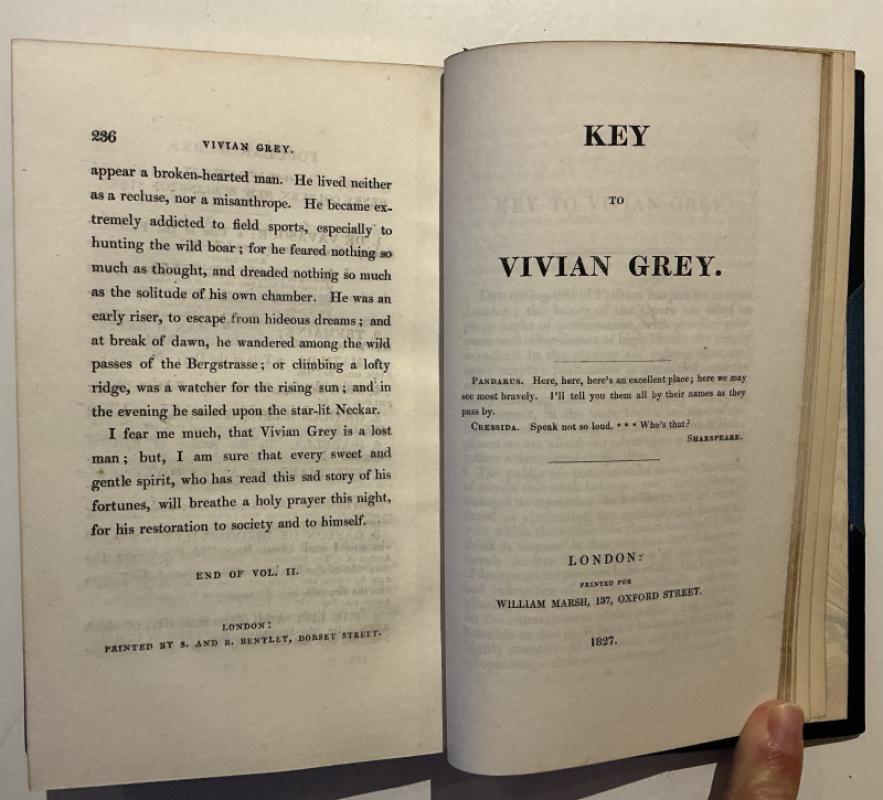 236
VIVIAN GREY.
appear a broken-hearted man. He lived neither
as a recluse, nor a misanthrope. He became ex-
tremely addicted to field sports, especially to
hunting the wild boar; for he feared nothing so
much as thought, and dreaded nothing so much
as the solitude of his own chamber. He was an
early riser, to escape from hideous dreams; and
at break of dawn, he wandered among the wild
passes of the Bergstrasse; or climbing a lofty
ridge, was a watcher for the rising sun; and in
the evening he sailed upon the star-lit Neckar.
I fear me much, that Vivian Grey is a lost
man; but, I am sure that every sweet and
gentle spirit, who has read this sad story of his
fortunes, will breathe a holy prayer this night,
for his restoration to society and to himself.
END OF VOL. II.
LONDON:
PRINTED BY S. AND R. BENTLEY, DORSET STREET.
KEY
TO
VIVIAN GREY.
PANDARUS. Here, here, here's an excellent place; here we may
see most bravely. I'll tell you them all by their names as they
pass by.
CRESSIDA. Speak not so loud. * * * Who's that?
SHAKSPEARE.
LONDON:
PRINTED FOR
WILLIAM MARSH, 137, OXFORD STREET.
1827.